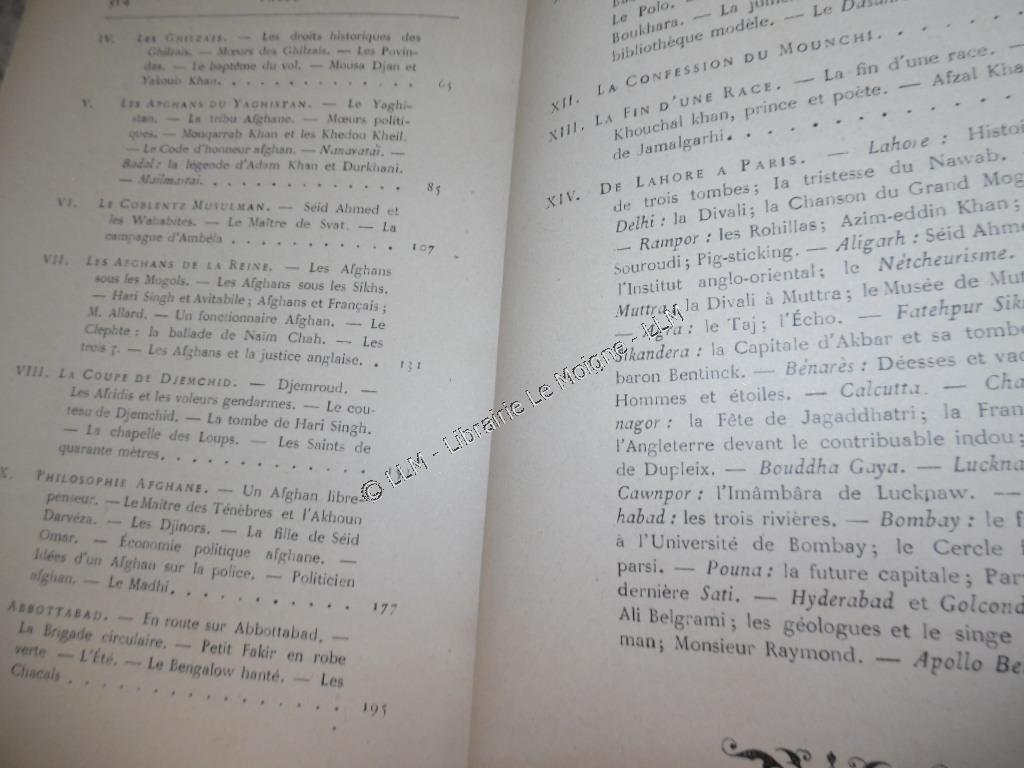 IV. LES GHILZAIS. — Les droits historiques des
Ghilzais. — Mœurs des Ghilzais. — Les Povin-
das. — Le baptême du vol. — Mousa Djan et
Yakoub Khan. . . . . . . . . . . . 65
V. LES AFGHANS DU YAGHISTAN. — Le Yaghi-
stan. — La tribu Afghane. — Mœurs politi-
ques. — Mouqarrab Khan et les Khedou Kheil.
— Le Code d'honneur afghan. — Nanavataï. —
Badal: la légende d'Adam Khan et Durkhani.
— Maïlmastaï. . . . . . . . . . . . 85
VI. LE COBLENTZ MUSULMAN. — Séid Ahmed et
les Wahabites. — Le Maître de Svat. — La
campagne d'Ambéla . . . . . . . . . . . 107
VII. LES AFGHANS DE LA REINE. — Les Afghans
sous les Mogols. — Les Afghans sous les Sikhs.
— Hari Singh et Avitabile; Afghans et Français;
M. Allard. — Un fonctionnaire Afghan. — Le
Clephte: la ballade de Naïm Chah. — Les
trois z. — Les Afghans et la justice anglaise. . 131
VIII. LA COUPE DE DJEMCHID. — Djemroud. —
Les Afridis et les voleurs gendarmes. — Le cou-
teau de Djemchid. — La tombe de Hari Singh.
— La chapelle des Loups. — Les Saints de
quarante mètres. . . . . . . . . . . .
X. PHILOSOPHIE AFGHANE. — Un Afghan libre-
penseur. — Le Maître des Ténèbres et l'Akhoun
Darvéza. — Les Djinors. — La fille de Séid
Omar. — Économie politique afghane. —
Idées d'un Afghan sur la police. — Politicien
afghan. — Le Madhi. . . . . . . . . . . 177
ABBOTTABAD. — En route sur Abbottabad. —
La Brigade circulaire. — Petit Fakir en robe
verte — L'Été. — Le Bengalow hanté. — Les
Chacals . . . . . . . . . . . . . 195
Le Polo.
Boukhara. — La
bibliothèque modèle. — Le
XII. LA CONFESSION DU MOUNCHI. . . . . .
XIII. LA FIN D'UNE RACE. — La fin d'une race. —
Khouchal khan, prince et poète. — Afzal Kha
de Jamalgarhi. . . . . . . . . . . .
XIV. DE LAHORE A PARIS. — Lahore: Histoi
de trois tombes; la tristesse du Nawab.
Delhi: la Divali; la Chanson du Grand Mog
— Rampor: les Rohillas; Azim-eddin Khan;
Souroudi; Pig-sticking. — Aligarh: Séid Ahme
l'Institut anglo-oriental; le Nètcheurisme.
Muttra: la Divali à Muttra; le Musée de Mut
— Agra: le Taj; l'Écho. — Fatehpur Sik
Sikandera: la Capitale d'Akbar et sa tombe
baron Bentinck. — Bénarès: Déesses et vac
Hommes et étoiles. — Calcutta. — Cha
nagor: la Fête de Jagaddhatri; la Fran
l'Angleterre devant le contribuable indou;
de Dupleix. — Bouddha Gaya. — Luckna
Cawnpor: l'Imâmbâra de Lucknaw. —
habad: les trois rivières. — Bombay: le f
à l'Université de Bombay; le Cercle
parsi. — Pouna: la future capitale; Par
dernière Sati. — Hyderabad et Golcond
Ali Belgrami; les géologues et le singe
man; Monsieur Raymond. — Apollo Be
© LLM - Librairie Le Moigne - LLM